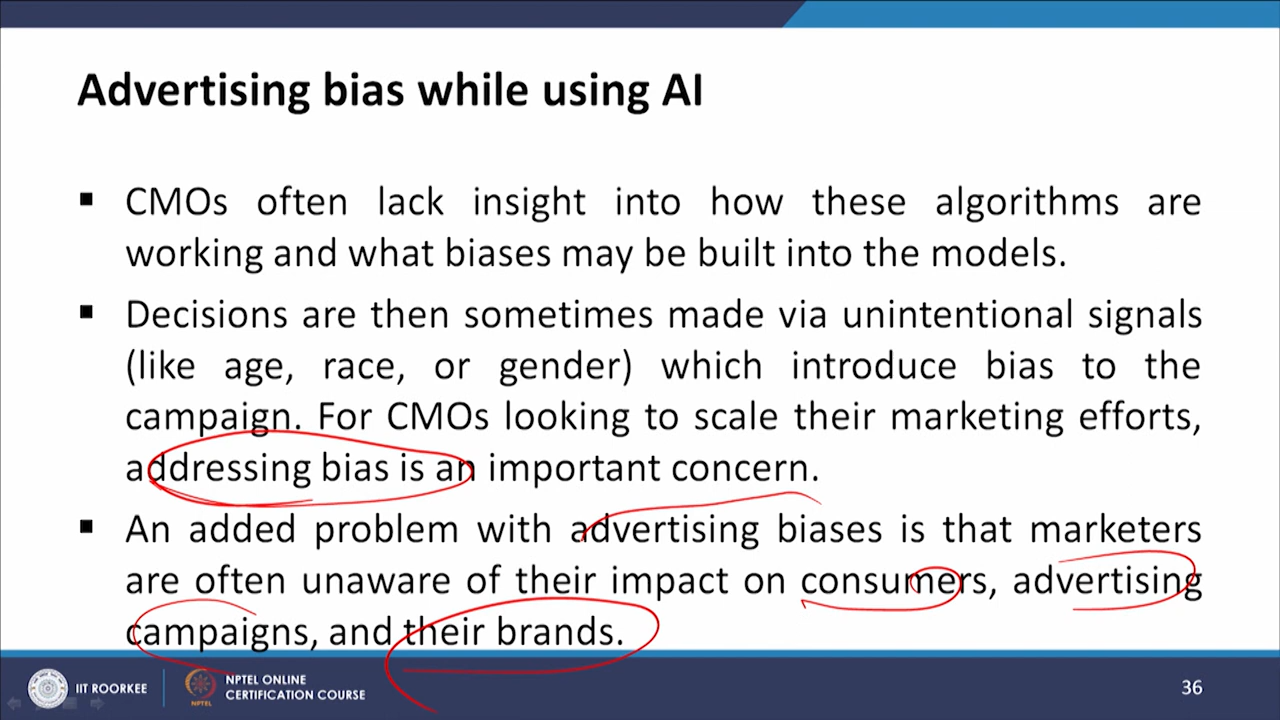 Advertising bias while using AI
▪ CMOs often lack insight into how these algorithms are
working and what biases may be built into the models.
▪ Decisions are then sometimes made via unintentional signals
(like age, race, or gender) which introduce bias to the
campaign. For CMOs looking to scale their marketing efforts,
addressing bias is an important concern.
▪ An added problem with advertising biases is that marketers
are often unaware of their impact on consumers, advertising
campaigns, and their brands.
IIT ROORKEE
NPTEL
NPTEL ONLINE
CERTIFICATION COURSE
36